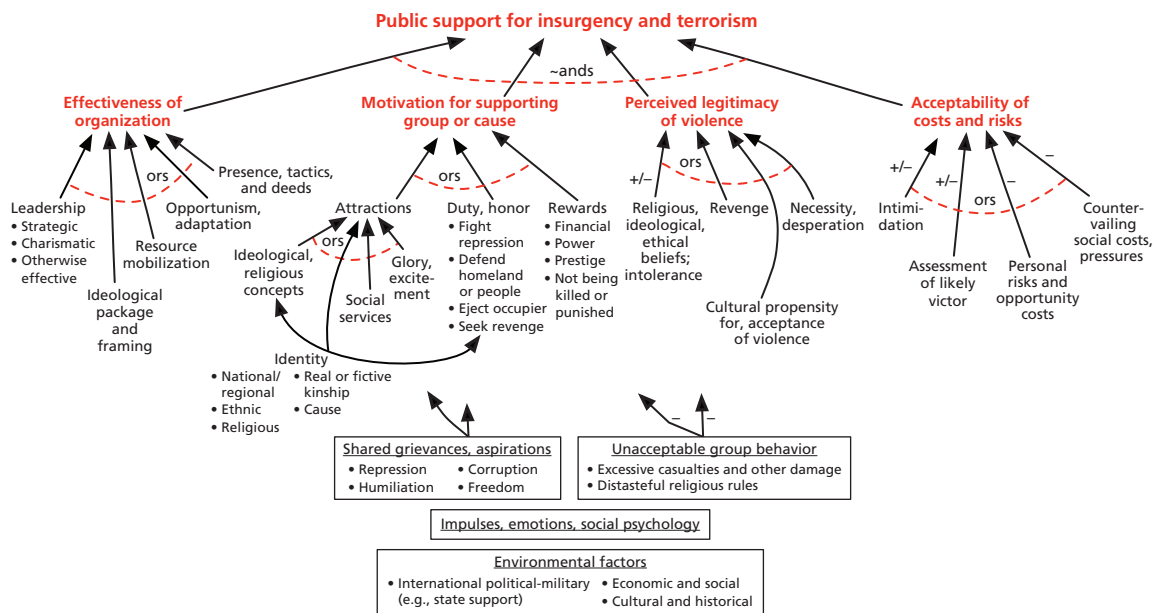 Public support for insurgency and terrorism
~ands
Effectiveness of
organization
Motivation for supporting
group or cause
Perceived legitimacy
of violence
Acceptability of
costs and risks
ors
Leadership
• Strategic
• Charismatic
• Otherwise
effective
Ideological
package
and
framing
Resource
mobilization
Opportunism,
adaptation
Presence, tactics,
and deeds
ors
Attractions
ors
Ideological,
religious
concepts
Social
services
Glory,
excite-
ment
Duty, honor
• Fight
repression
• Defend
homeland
or people
• Eject occupier
• Seek revenge
Rewards
• Financial
• Power
• Prestige
• Not being
killed or
punished
Identity
• National/
regional
• Ethnic
• Religious
• Real or fictive
kinship
• Cause
ors
+/–
Religious,
ideological,
ethical
beliefs;
intolerance
Revenge
Cultural propensity
for, acceptance
of violence
Necessity,
desperation
ors
+/–
Intimi-
dation
+/–
Assessment
of likely
victor
–
Personal
risks and
opportunity
costs
–
Counter-
vailing
social costs,
pressures
Shared grievances, aspirations
• Repression
• Humiliation
• Corruption
• Freedom
–
–
Unacceptable group behavior
• Excessive casualties and other damage
• Distasteful religious rules
Impulses, emotions, social psychology
Environmental factors
• International political-military
(e.g., state support)
• Economic and social
• Cultural and historical